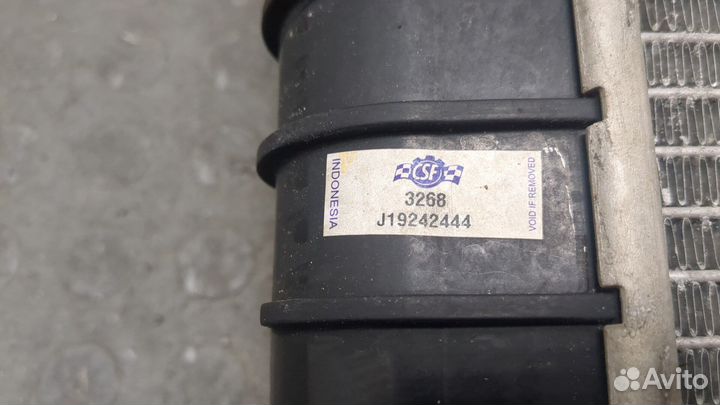 INDONESIA
CSF
3268
J19242444
VOID IF REMOVED
Avito